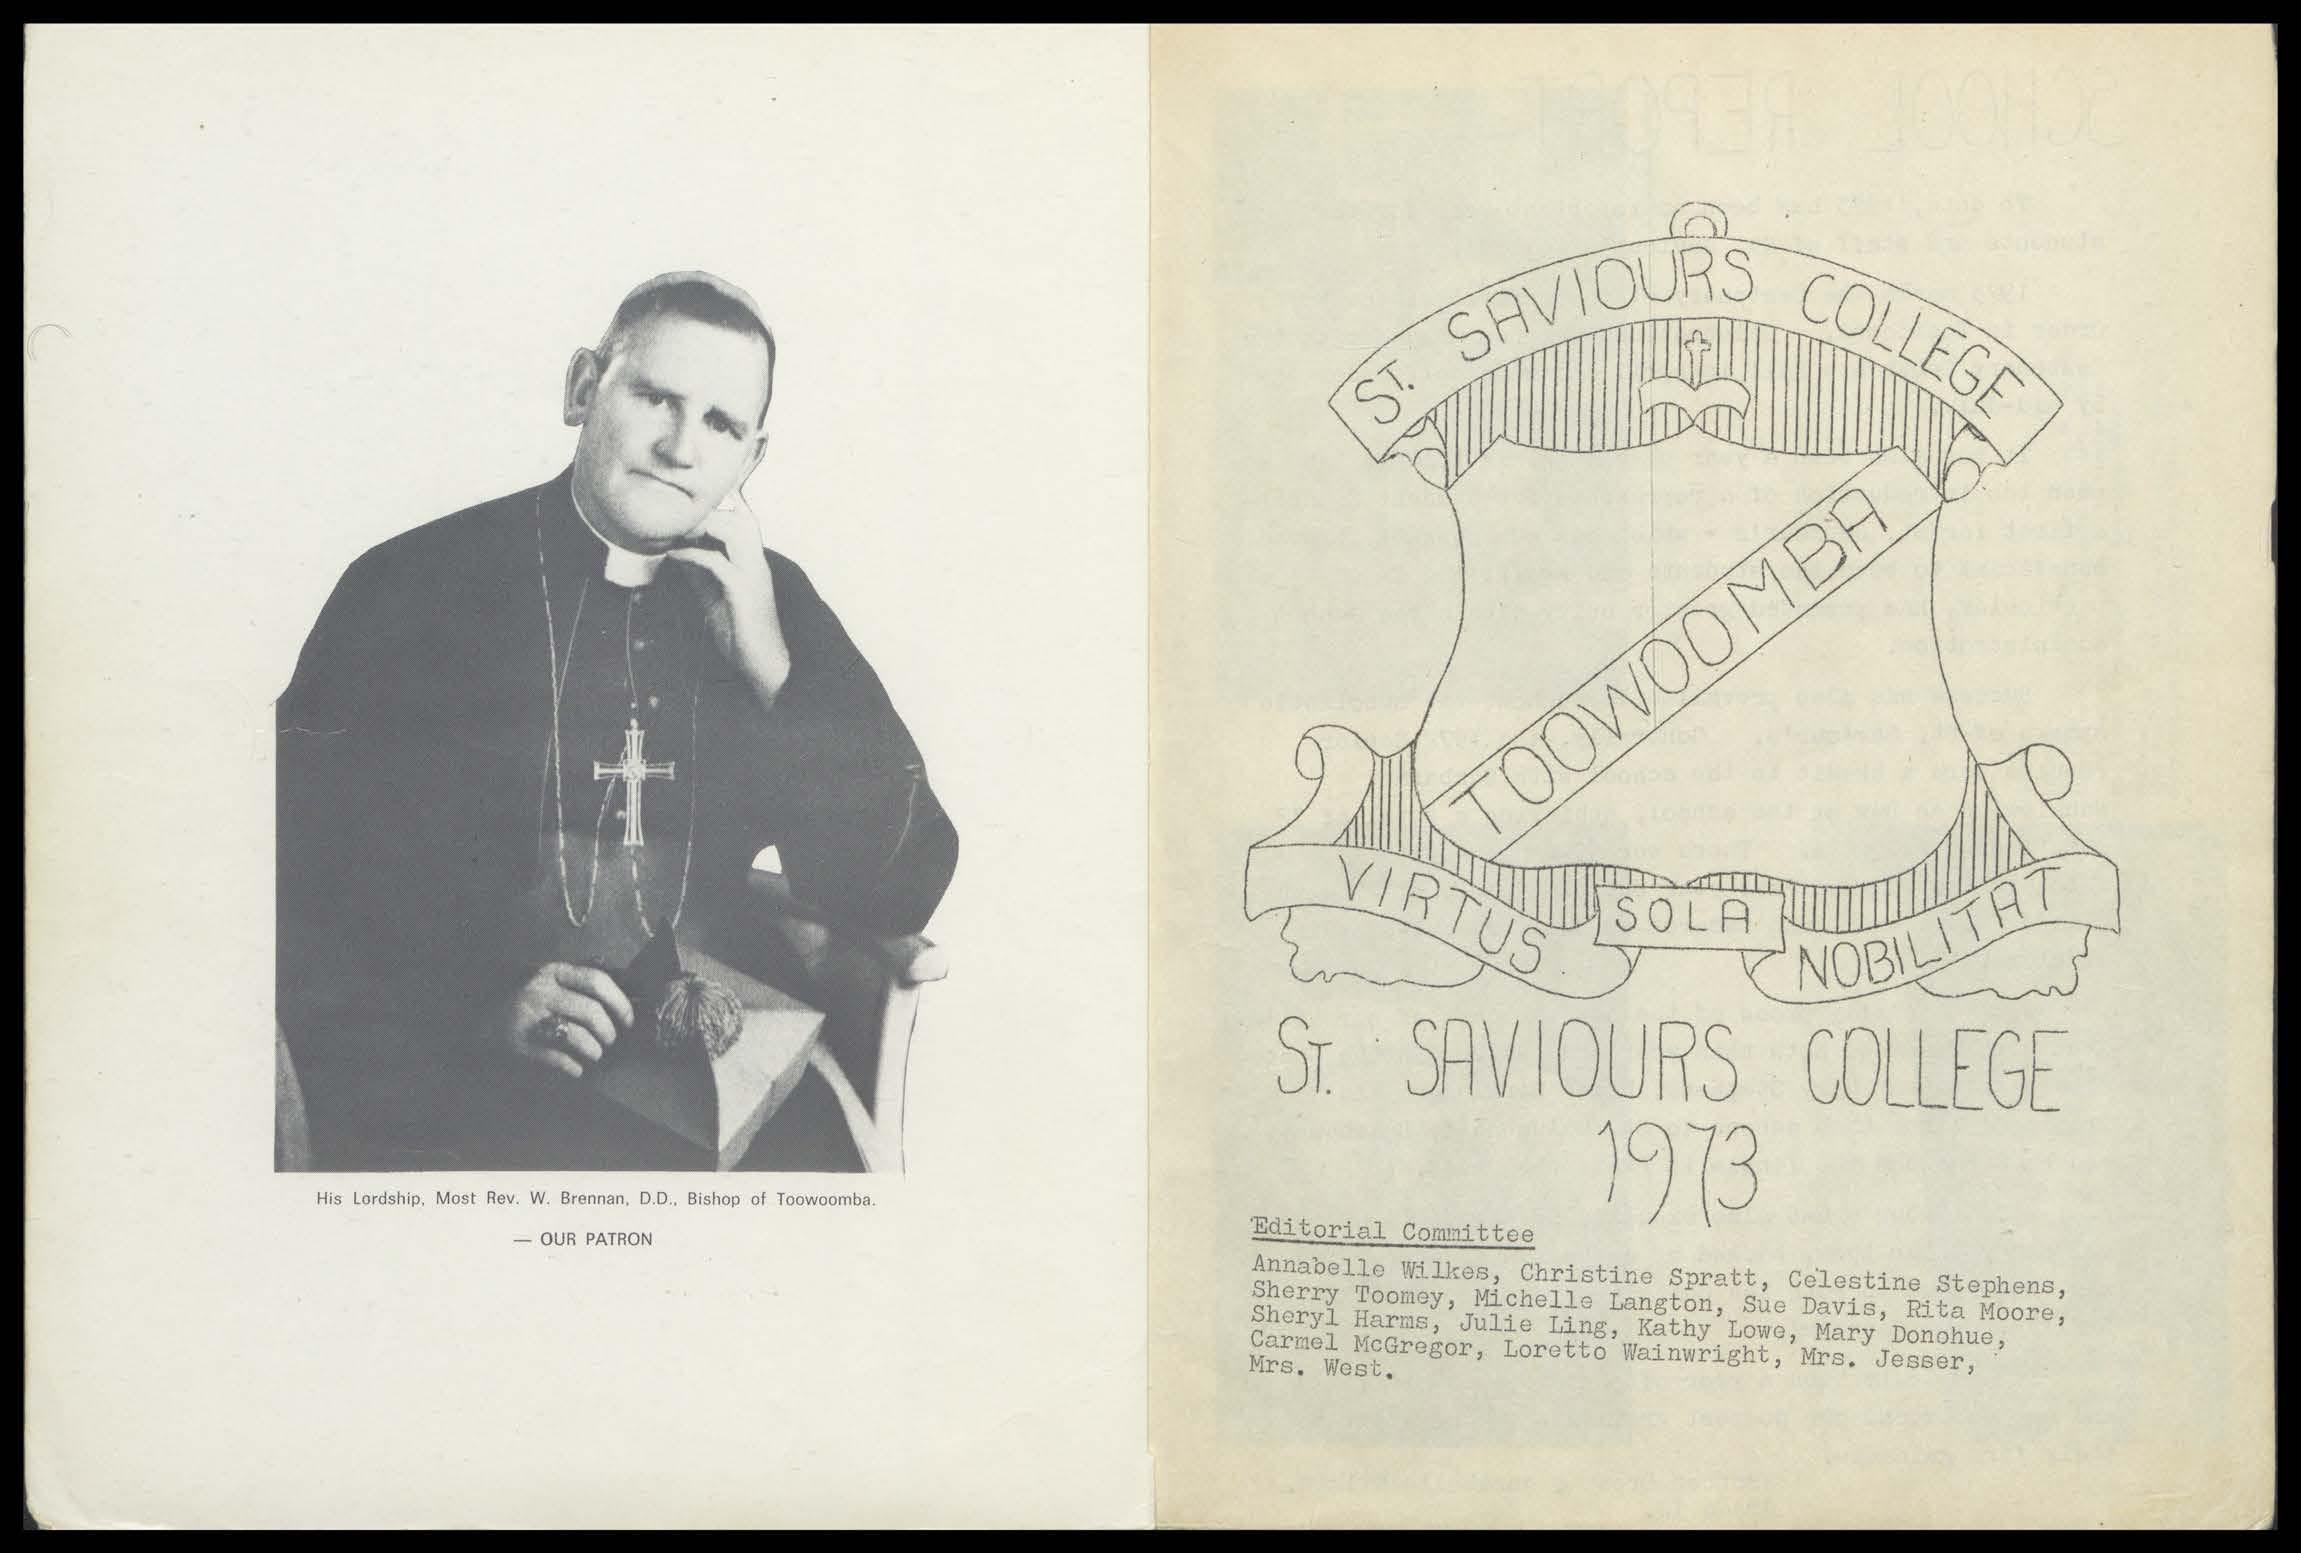 His Lordship, Most Rev. W. Brennan, D.D., Bishop of Toowoomba.
— OUR PATRON
ST. SAVIOURS COLLEGE
TOOWOOMBA
VIRTUS SOLA NOBILITAT
ST. SAVIOURS COLLEGE
1973
Editorial Committee
Annabelle Wilkes, Christine Spratt, Celestine Stephens,
Sherry Toomey, Michelle Langton, Sue Davis, Rita Moore,
Sheryl Harms, Julie Ling, Kathy Lowe, Mary Donohue,
Carmel McGregor, Loretto Wainwright, Mrs. Jesser,
Mrs. West.